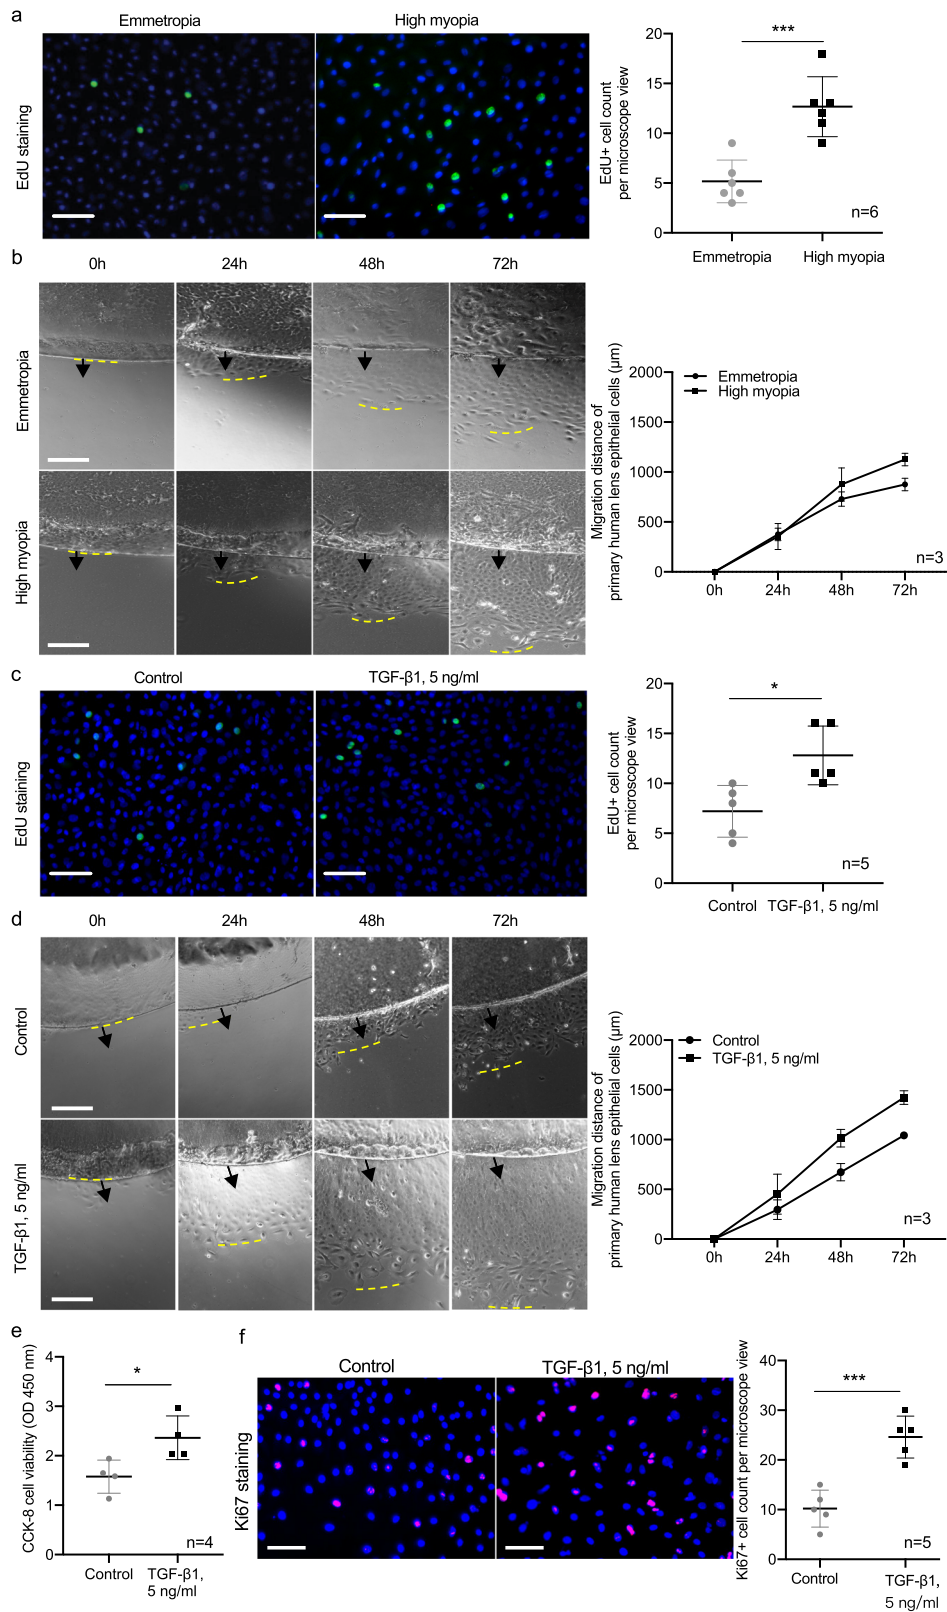 a
Emmetropia
High myopia
EdU staining
EdU+ cell count
per microscope view
20
15
10
5
0
***
n=6
Emmetropia
High myopia
b
0h
24h
48h
72h
Emmetropia
High myopia
Migration distance of
primary human lens epithelial cells (μm)
2000
1500
1000
500
0
Emmetropia
High myopia
n=3
0h
24h
48h
72h
c
Control
TGF-β1, 5 ng/ml
EdU staining
EdU+ cell count
per microscope view
20
15
10
5
0
*
n=5
Control
TGF-β1, 5 ng/ml
d
0h
24h
48h
72h
Control
TGF-β1, 5 ng/ml
Migration distance of
primary human lens epithelial cells (μm)
2000
1500
1000
500
0
Control
TGF-β1, 5 ng/ml
n=3
0h
24h
48h
72h
e
CCK-8 cell viability (OD 450 nm)
4
3
2
1
0
*
n=4
Control
TGF-β1,
5 ng/ml
f
Control
TGF-β1, 5 ng/ml
Ki67 staining
Ki67+ cell count per microscope view
40
30
20
10
0
***
n=5
Control
TGF-β1,
5 ng/ml